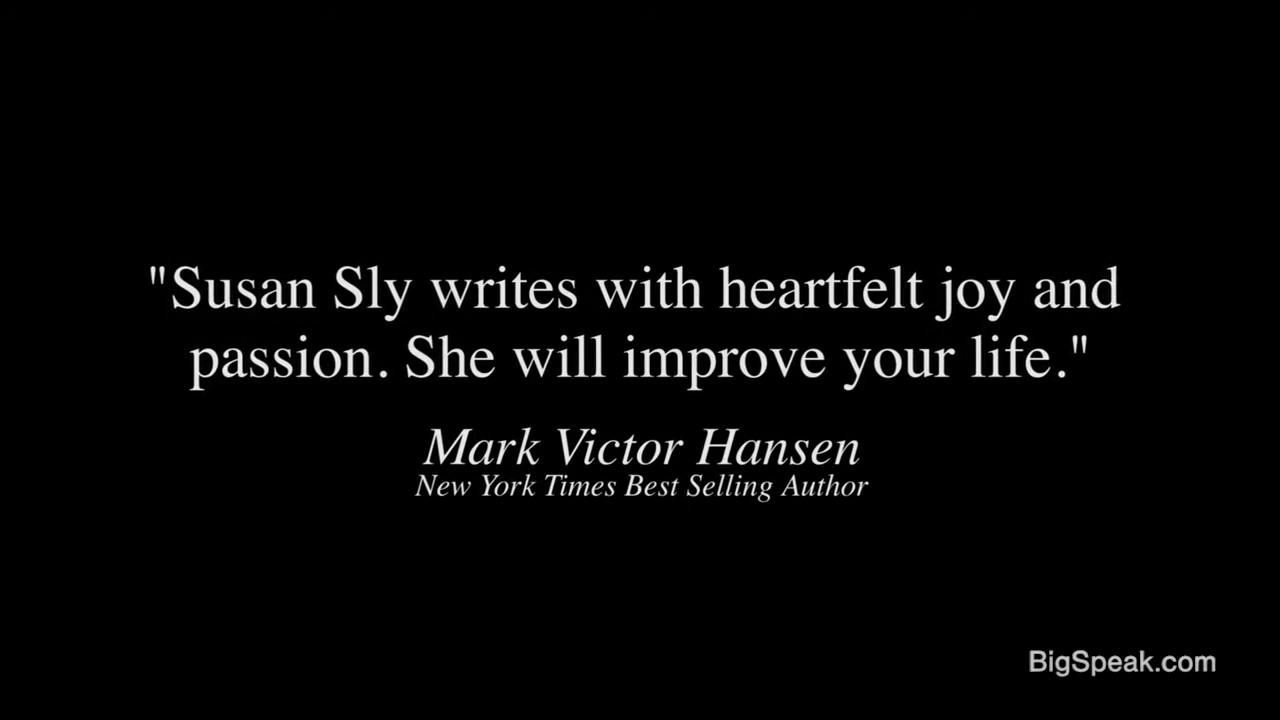 "Susan Sly writes with heartfelt joy and
passion. She will improve your life."
Mark Victor Hansen
New York Times Best Selling Author
BigSpeak.com